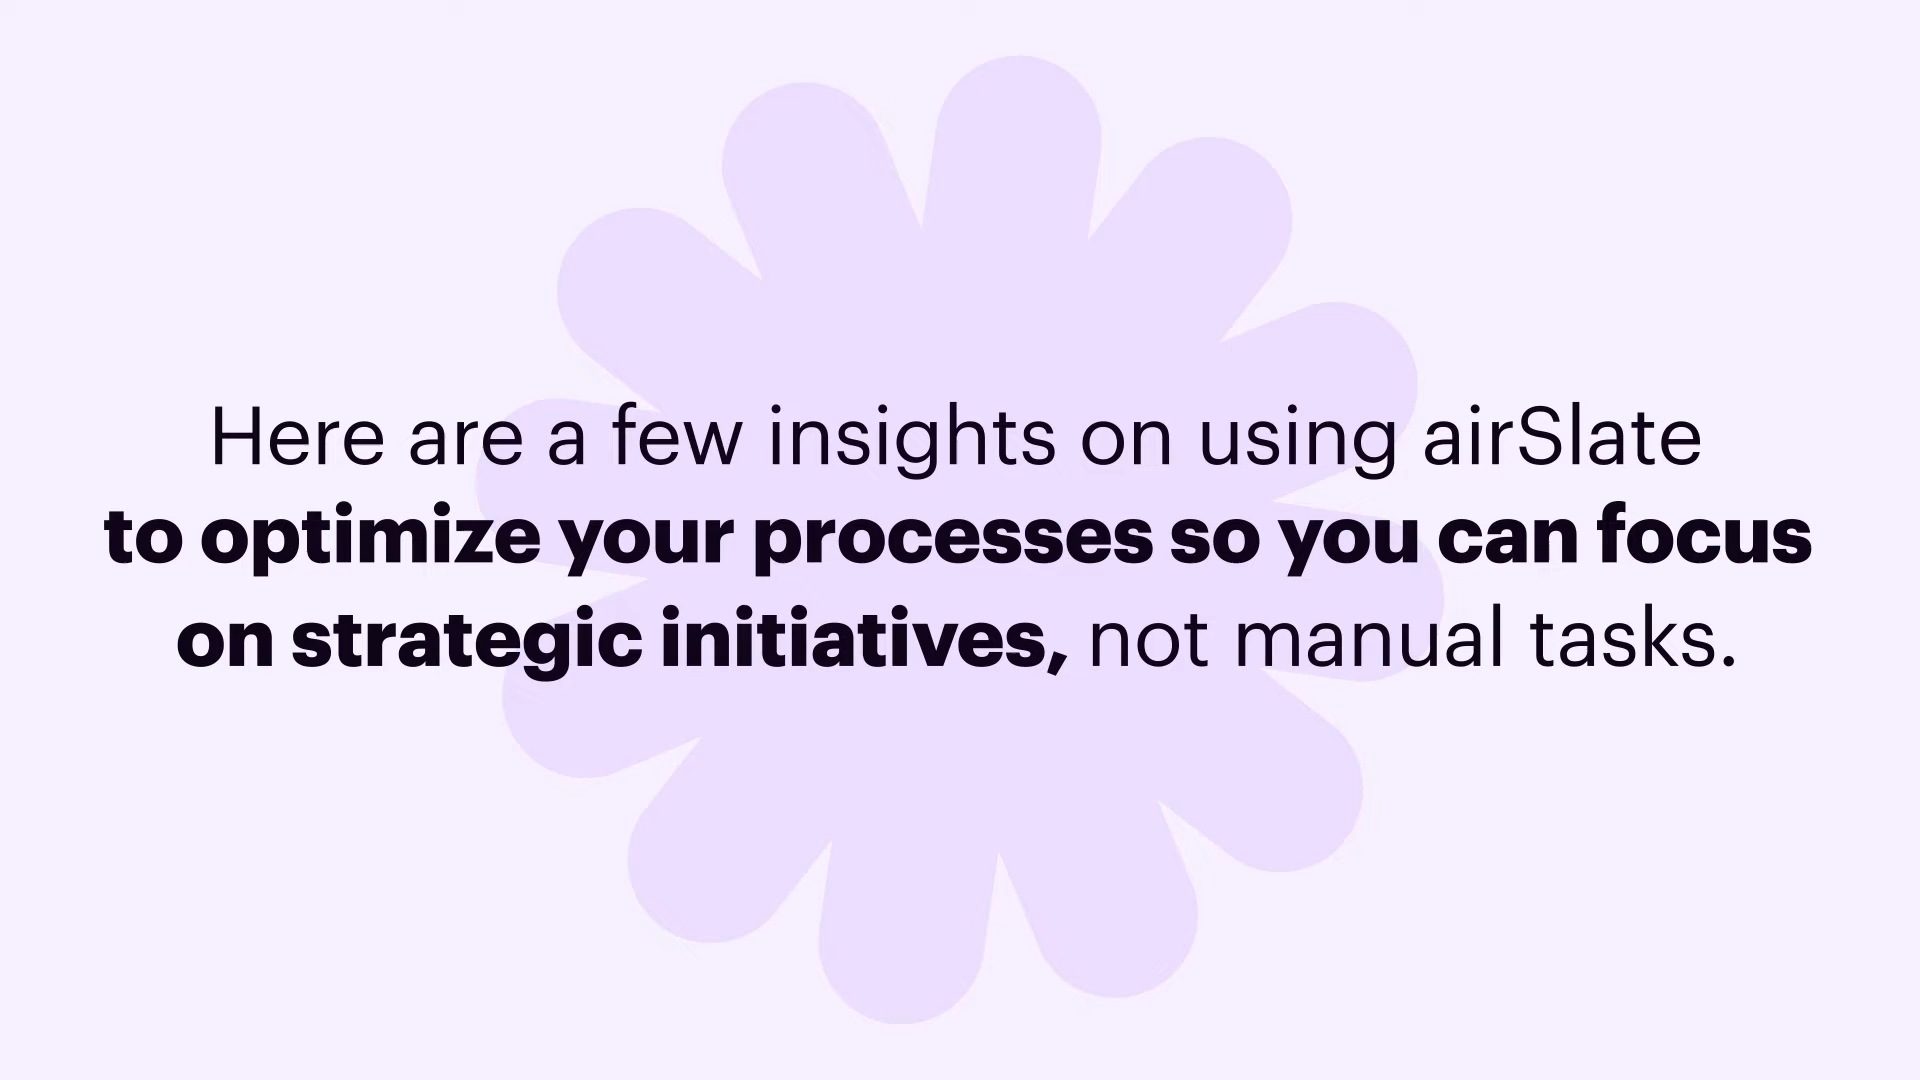 Here are a few insights on using airSlate
to optimize your processes so you can focus
on strategic initiatives, not manual tasks.